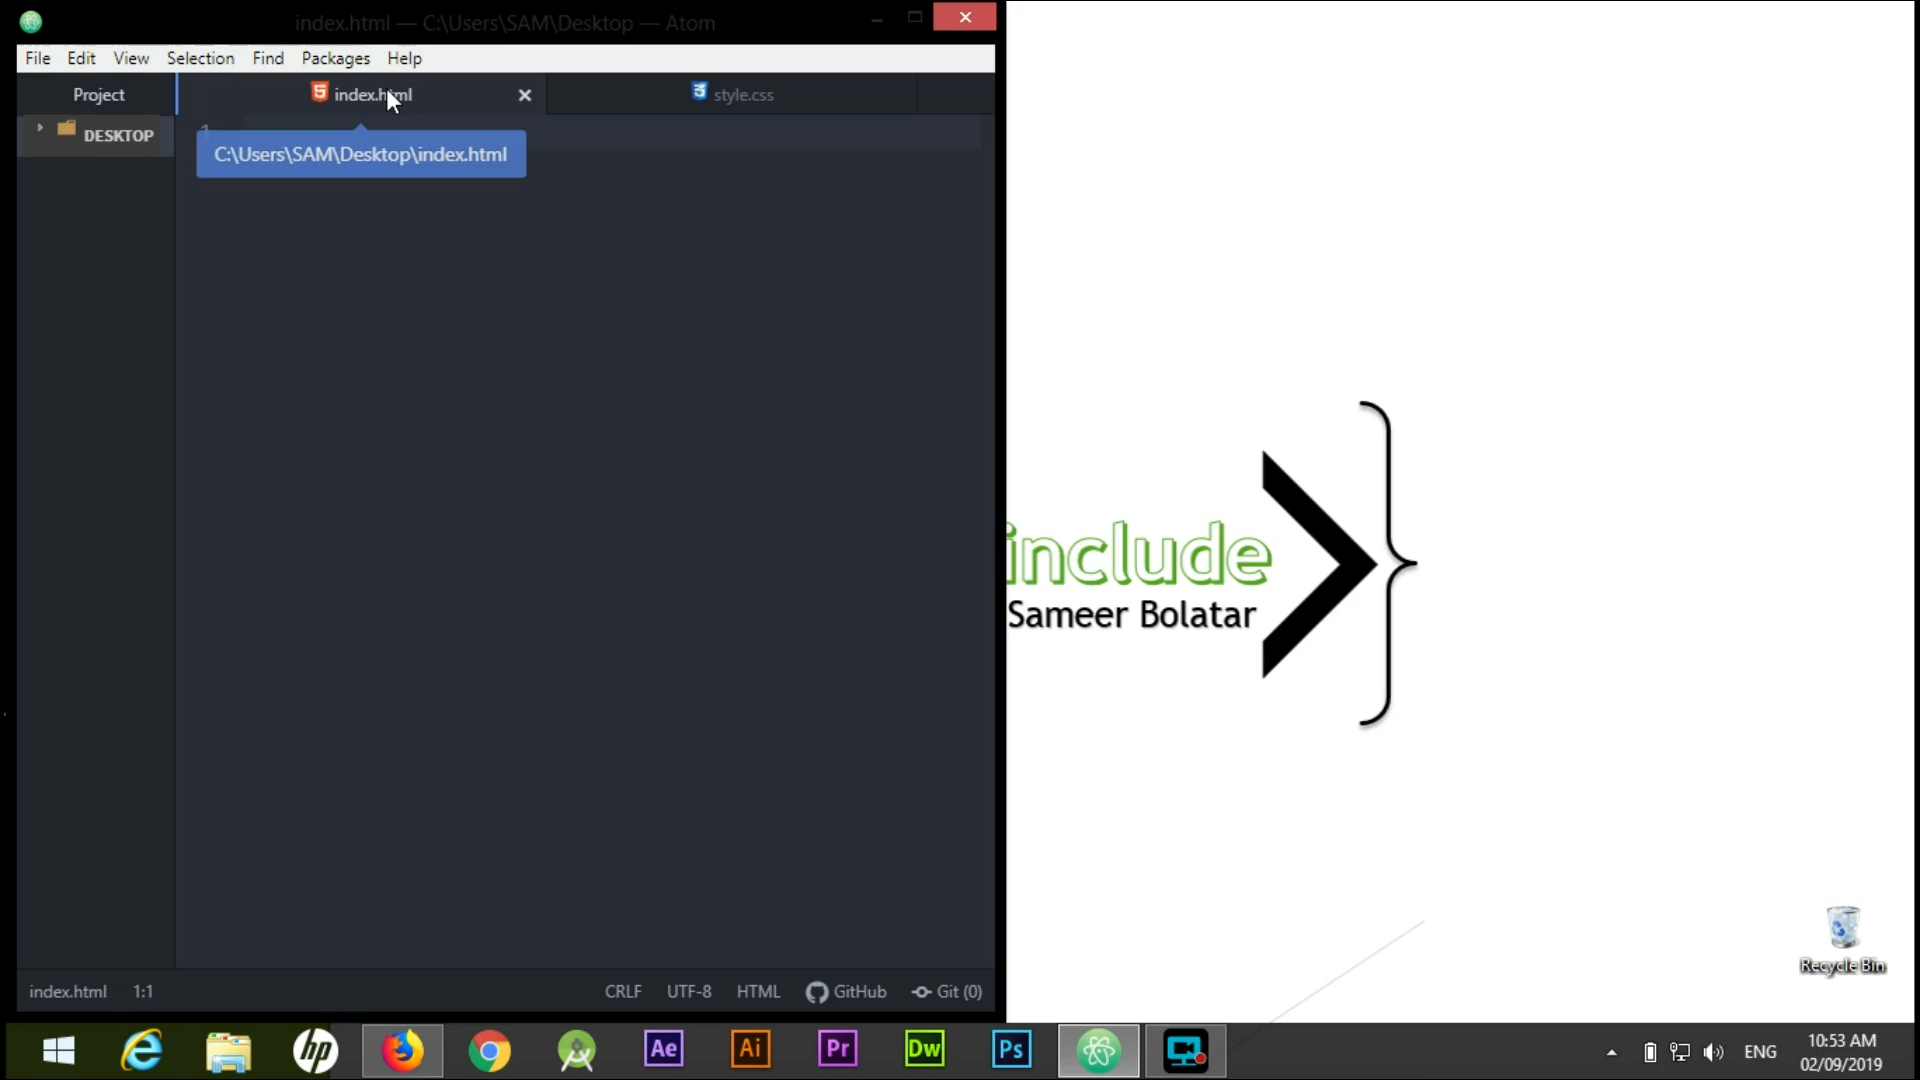 index.html — C:\Users\SAM\Desktop — Atom
File Edit View Selection Find Packages Help
Project
index.html
style.css
DESKTOP
1
C:\Users\SAM\Desktop\index.html
include
Sameer Bolatar
Recycle Bin
index.html 1:1 CRLF UTF-8 HTML GitHub Git (0)
hp Ae Ai Pr Dw Ps
ENG
10:53 AM
02/09/2019